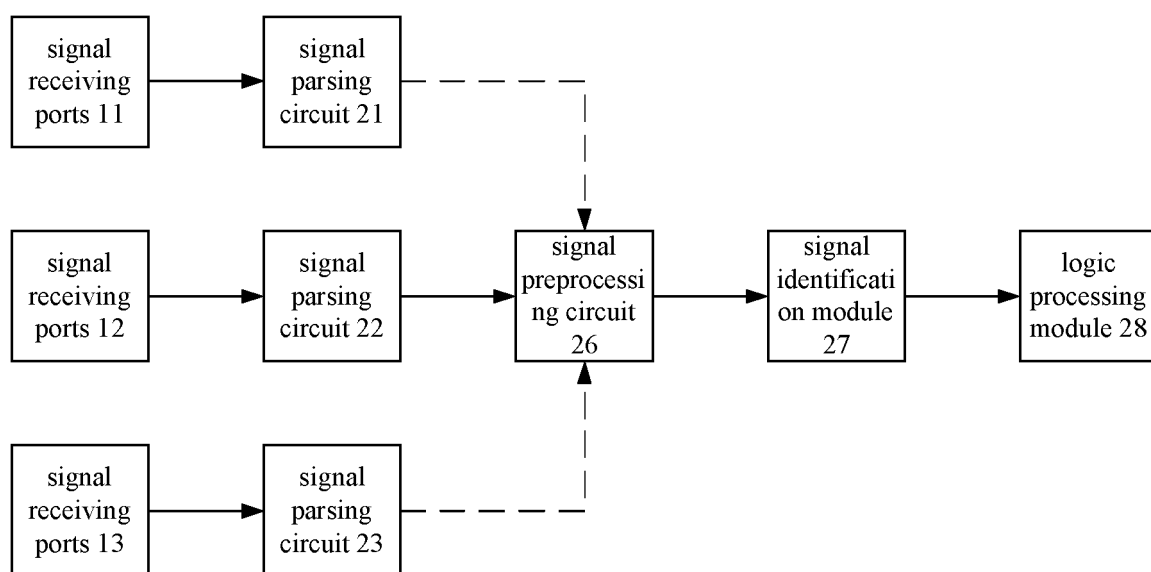 signal
receiving
ports 11
signal
parsing
circuit 21
signal
receiving
ports 12
signal
parsing
circuit 22
signal
preprocessi
ng circuit
26
signal
identificati
on module
27
logic
processing
module 28
signal
receiving
ports 13
signal
parsing
circuit 23